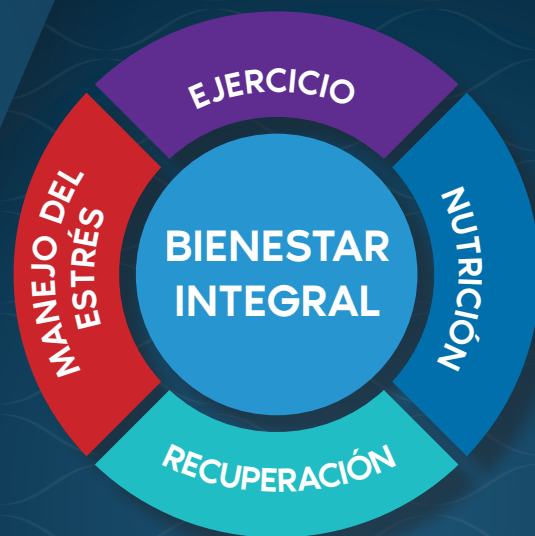 EJERCICIO
NUTRICIÓN
RECUPERACIÓN
MANEJO DEL
ESTRÉS
BIENESTAR
INTEGRAL